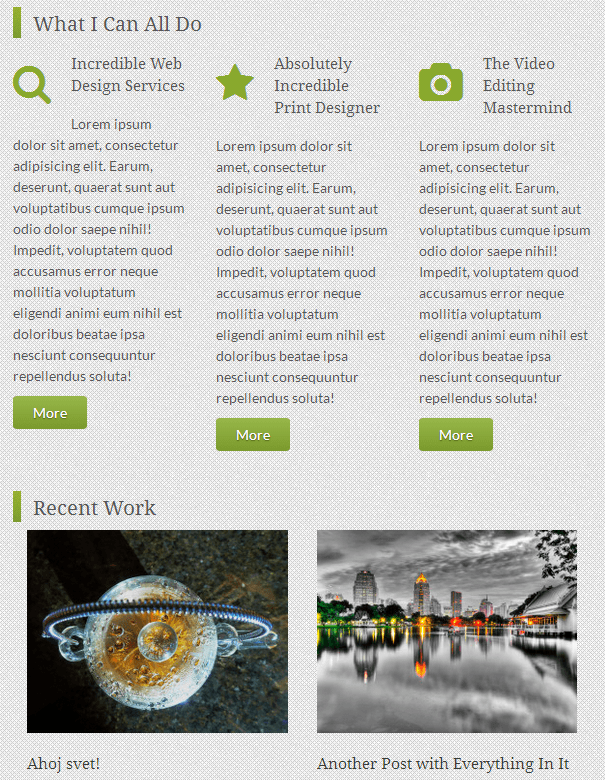 What I Can All Do
Incredible Web
Design Services
Lorem ipsum
dolor sit amet, consectetur
adipisicing elit. Earum,
deserunt, quaerat sunt aut
voluptatibus cumque ipsum
odio dolor saepe nihil!
Impedit, voluptatem quod
accusamus error neque
mollitia voluptatum
eligendi animi eum nihil est
doloribus beatae ipsa
nesciunt consequuntur
repellendus soluta!
More
Absolutely
Incredible
Print Designer
Lorem ipsum dolor sit
amet, consectetur
adipisicing elit. Earum,
deserunt, quaerat sunt aut
voluptatibus cumque ipsum
odio dolor saepe nihil!
Impedit, voluptatem quod
accusamus error neque
mollitia voluptatum
eligendi animi eum nihil est
doloribus beatae ipsa
nesciunt consequuntur
repellendus soluta!
More
The Video
Editing
Mastermind
Lorem ipsum dolor sit
amet, consectetur
adipisicing elit. Earum,
deserunt, quaerat sunt aut
voluptatibus cumque ipsum
odio dolor saepe nihil!
Impedit, voluptatem quod
accusamus error neque
mollitia voluptatum
eligendi animi eum nihil est
doloribus beatae ipsa
nesciunt consequuntur
repellendus soluta!
More
Recent Work
Ahoj svet!
Another Post with Everything In It